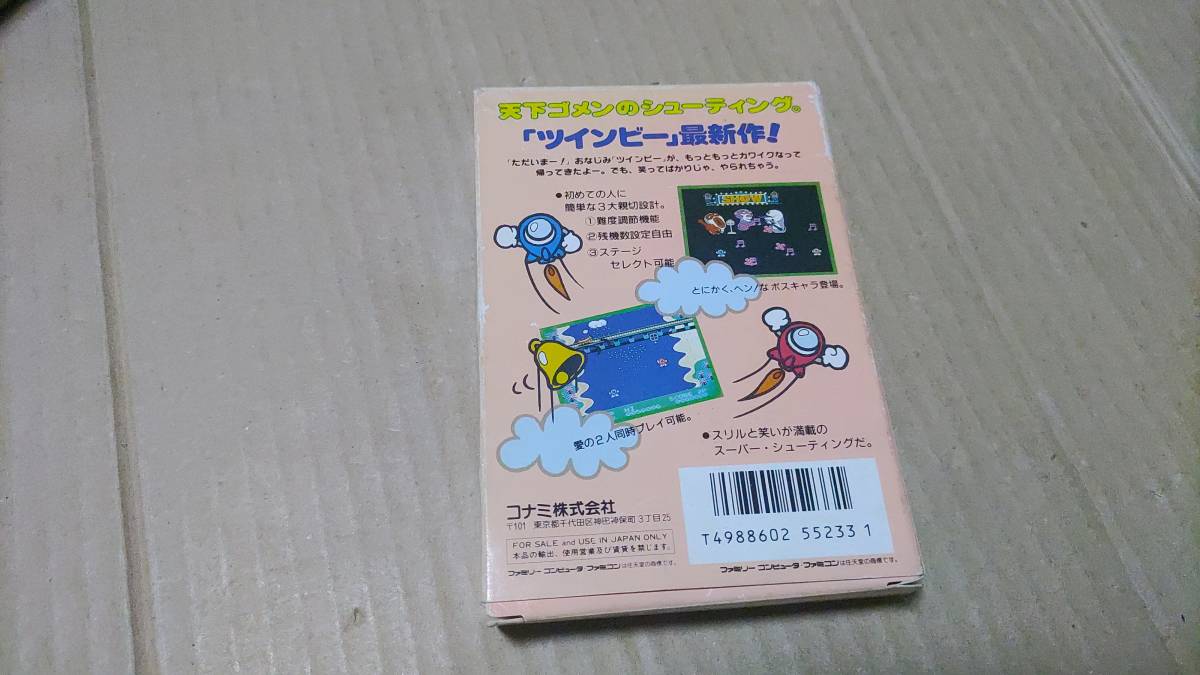 天下ゴメンのシューティング。
「ツインビー」最新作!
「ただいまー!」おなじみ「ツインビー」が、もっともっとカワイクなって
帰ってきたよー。でも、笑ってばかりじゃ、やられちゃう。
●初めての人に
簡単な3大親切設計。
①難度調節機能
②残機数設定自由
③ステージ
セレクト可能
SHOW
とにかく、ヘン!なボスキャラ登場。
愛の2人同時プレイ可能。
●スリルと笑いが満載の
スーパー・シューティングだ。
コナミ株式会社
〒101 東京都千代田区神田神保町3丁目25
FOR SALE and USE IN JAPAN ONLY
本品の輸出、使用営業及び賃貸を禁じます。
ファミリーコンピュータ・ファミコンは任天堂の商標です。
T4988602 55233 1
ファミリー コンピュータ・ファミコンは任天堂の商標です。